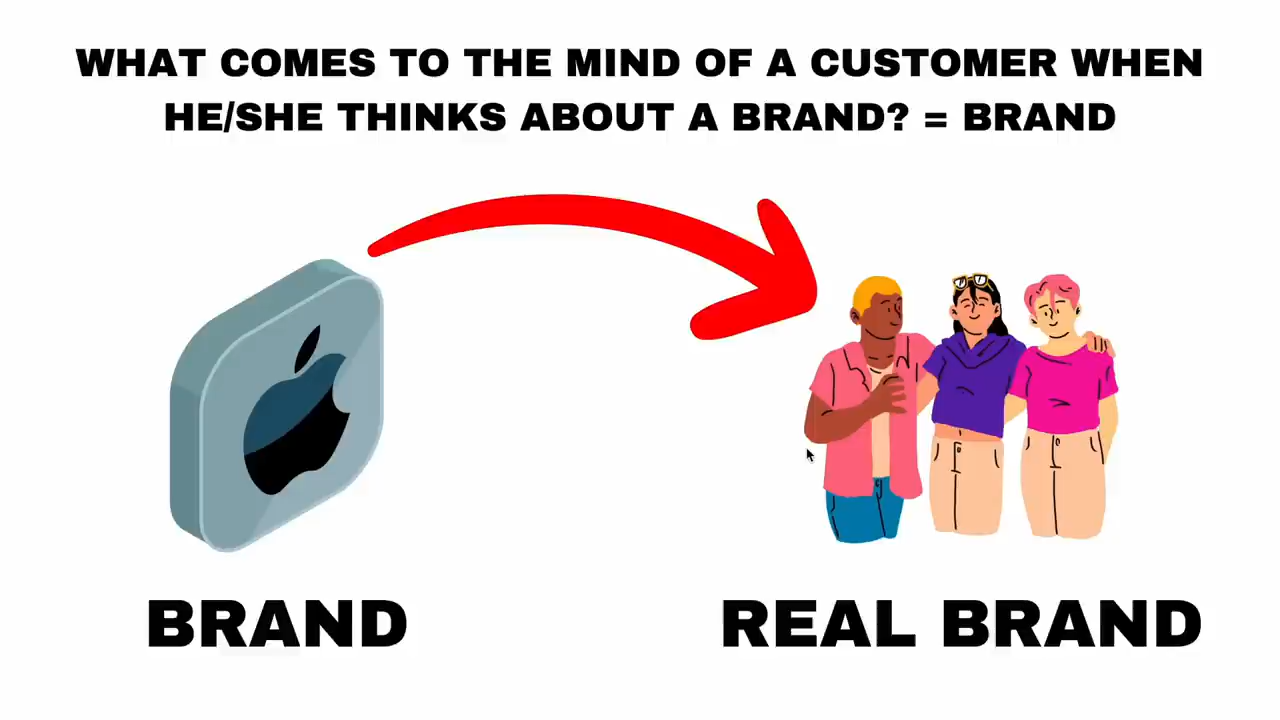 WHAT COMES TO THE MIND OF A CUSTOMER WHEN
HE/SHE THINKS ABOUT A BRAND? = BRAND
BRAND
REAL BRAND